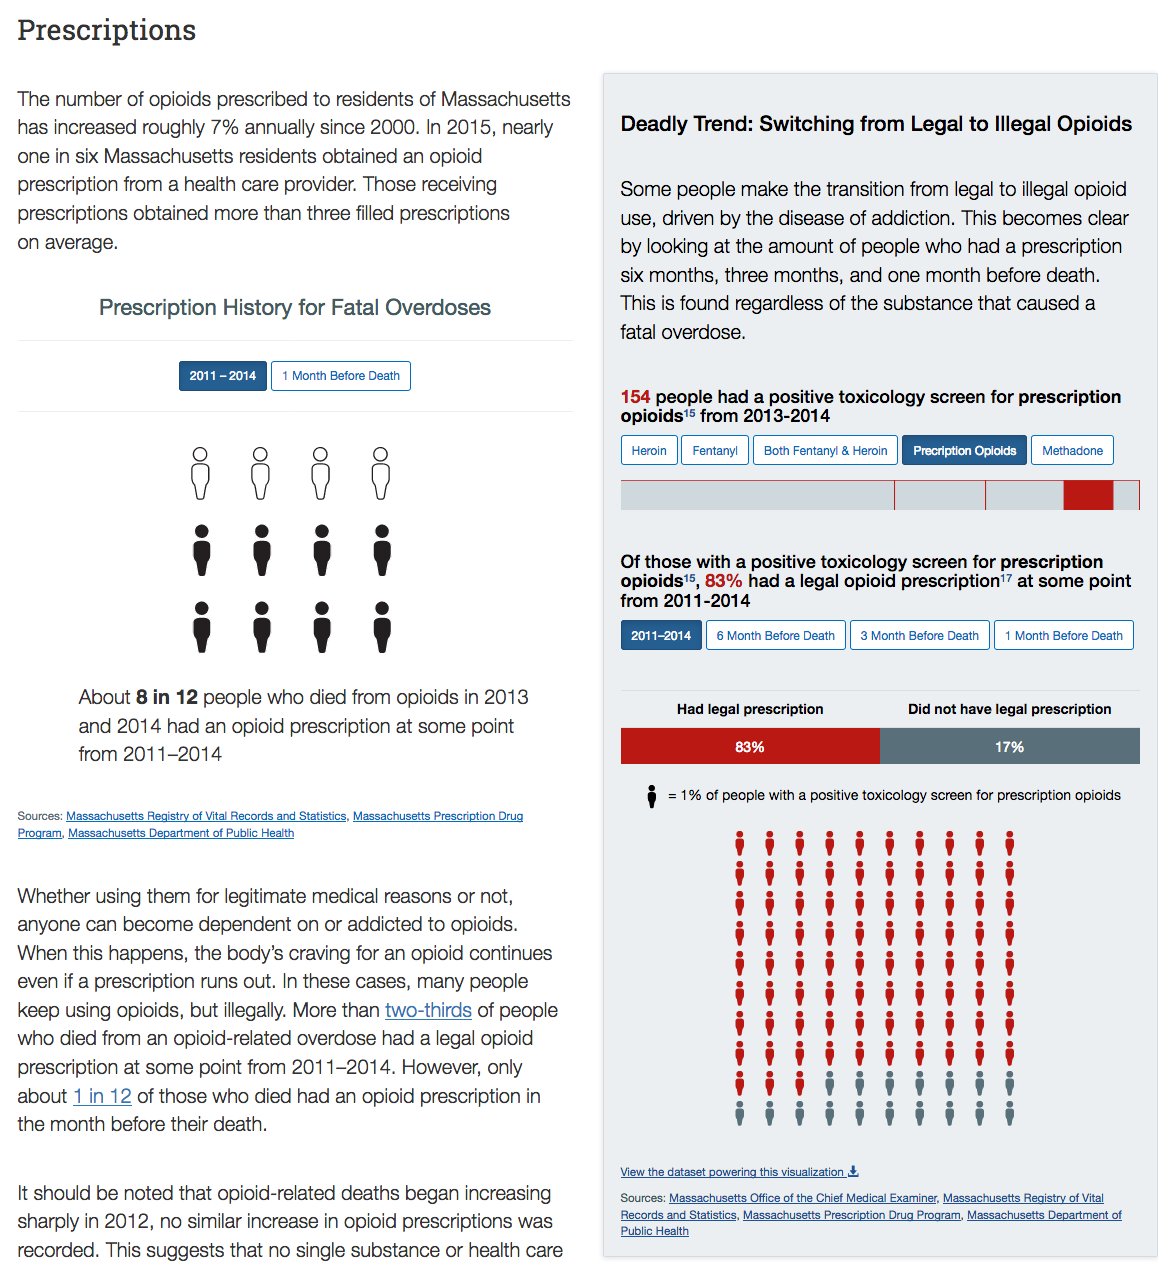 Prescriptions
The number of opioids prescribed to residents of Massachusetts
has increased roughly 7% annually since 2000. In 2015, nearly
one in six Massachusetts residents obtained an opioid
prescription from a health care provider. Those receiving
prescriptions obtained more than three filled prescriptions
on average.
Prescription History for Fatal Overdoses
2011 – 2014
1 Month Before Death
About 8 in 12 people who died from opioids in 2013
and 2014 had an opioid prescription at some point
from 2011–2014
Sources: Massachusetts Registry of Vital Records and Statistics, Massachusetts Prescription Drug
Program, Massachusetts Department of Public Health
Whether using them for legitimate medical reasons or not,
anyone can become dependent on or addicted to opioids.
When this happens, the body’s craving for an opioid continues
even if a prescription runs out. In these cases, many people
keep using opioids, but illegally. More than two-thirds of people
who died from an opioid-related overdose had a legal opioid
prescription at some point from 2011–2014. However, only
about 1 in 12 of those who died had an opioid prescription in
the month before their death.
It should be noted that opioid-related deaths began increasing
sharply in 2012, no similar increase in opioid prescriptions was
recorded. This suggests that no single substance or health care
Deadly Trend: Switching from Legal to Illegal Opioids
Some people make the transition from legal to illegal opioid
use, driven by the disease of addiction. This becomes clear
by looking at the amount of people who had a prescription
six months, three months, and one month before death.
This is found regardless of the substance that caused a
fatal overdose.
154 people had a positive toxicology screen for prescription
opioids15 from 2013-2014
Heroin
Fentanyl
Both Fentanyl & Heroin
Precription Opioids
Methadone
Of those with a positive toxicology screen for prescription
opioids15, 83% had a legal opioid prescription17 at some point
from 2011-2014
2011–2014
6 Month Before Death
3 Month Before Death
1 Month Before Death
Had legal prescription
Did not have legal prescription
83%
17%
= 1% of people with a positive toxicology screen for prescription opioids
View the dataset powering this visualization
Sources: Massachusetts Office of the Chief Medical Examiner, Massachusetts Registry of Vital
Records and Statistics, Massachusetts Prescription Drug Program, Massachusetts Department of
Public Health